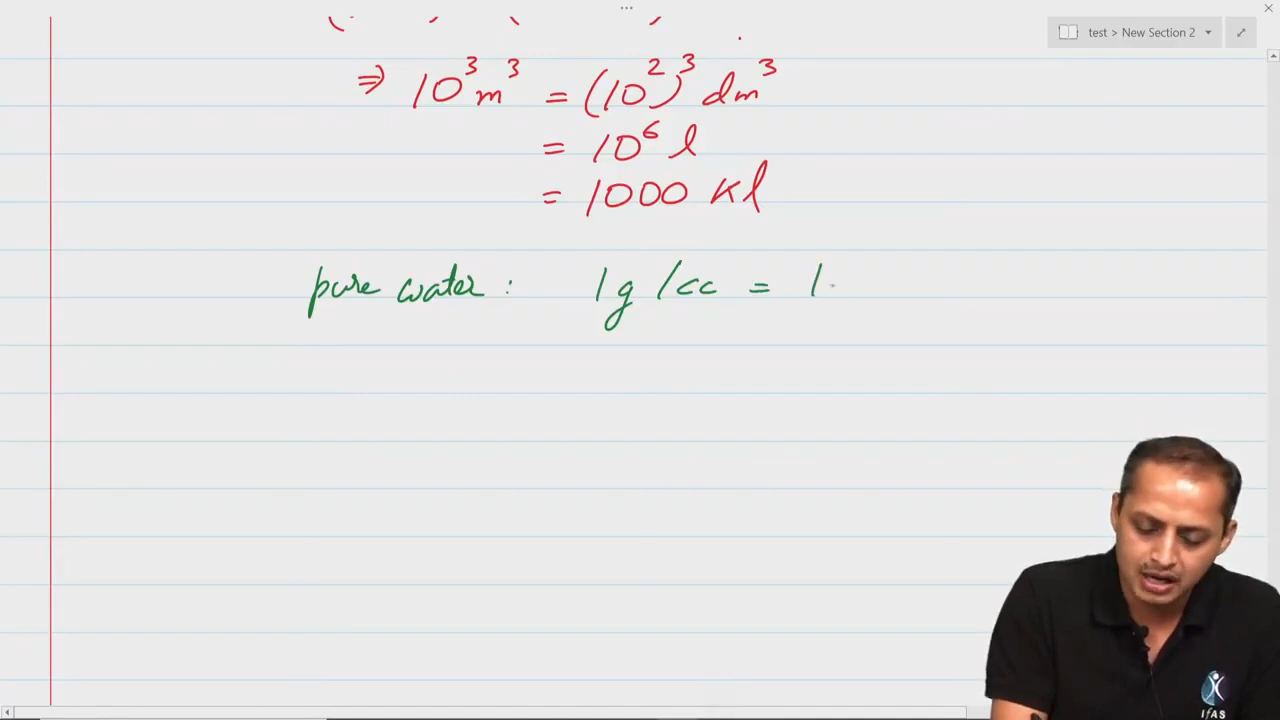 test > New Section 2
⇒ 10³ m³ = (10²)³ dm³
= 10⁶ l
= 1000 Kl
pure water : 1 g /cc = 1
IFAS